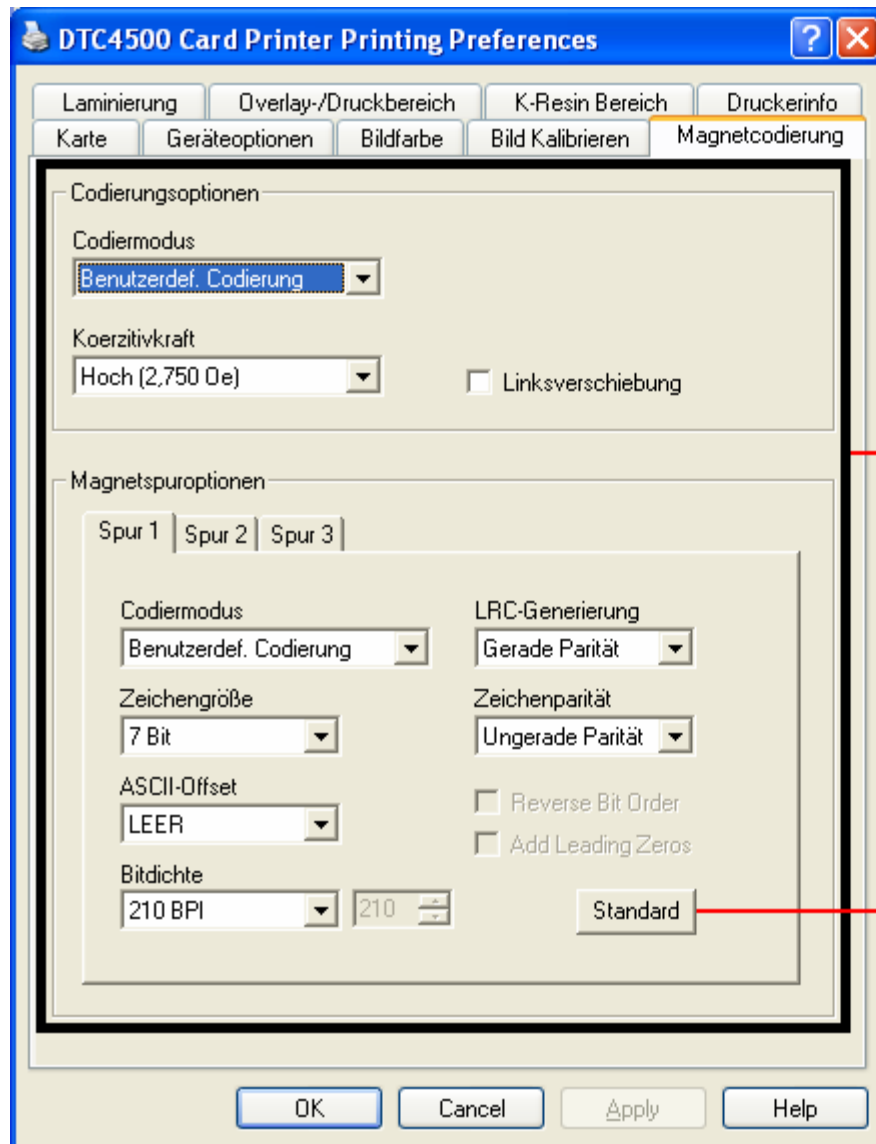 DTC4500 Card Printer Printing Preferences
Laminierung Overlay-/Druckbereich K-Resin Bereich Druckerinfo
Karte Geräteoptionen Bildfarbe Bild Kalibrieren Magnetcodierung
Codierungsoptionen
Codiermodus
Benutzerdef. Codierung
Koerzitivkraft
Hoch (2,750 Oe) Linksverschiebung
Magnetspuroptionen
Spur 1 Spur 2 Spur 3
Codiermodus LRC-Generierung
Benutzerdef. Codierung Gerade Parität
Zeichengröße Zeichenparität
7 Bit Ungerade Parität
ASCII-Offset Reverse Bit Order
LEER Add Leading Zeros
Bitdichte
210 BPI 210 Standard
OK Cancel Apply Help